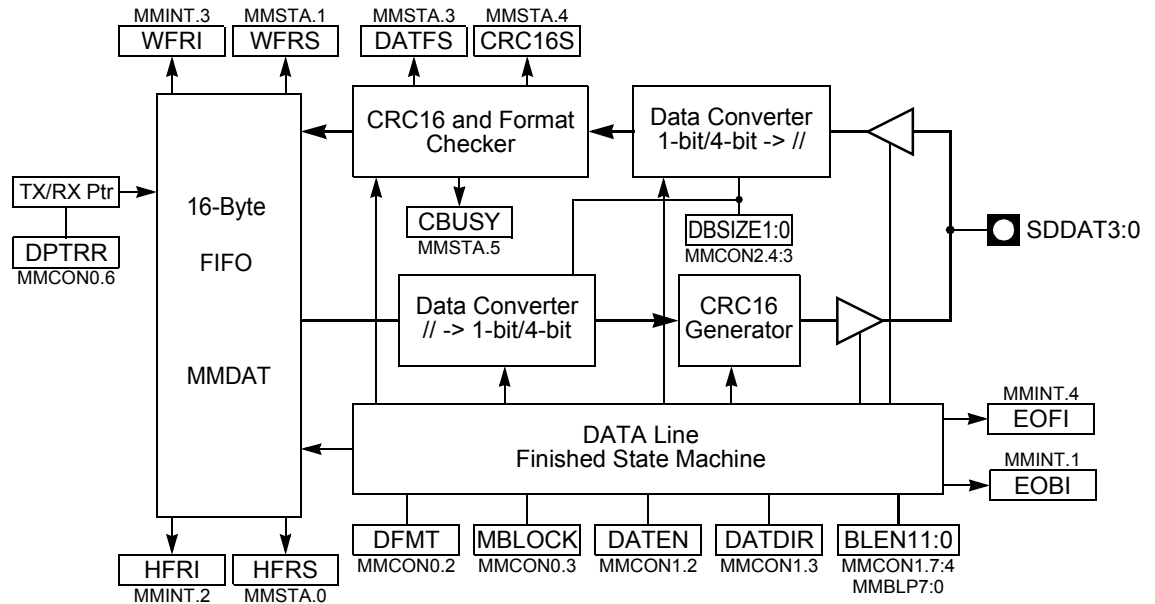 MMINT.3
WFRI
MMSTA.1
WFRS
MMSTA.3
DATFS
MMSTA.4
CRC16S
CRC16 and Format
Checker
Data Converter
1-bit/4-bit -> //
TX/RX Ptr
DPTRR
MMCON0.6
16-Byte
FIFO
MMDAT
CBUSY
MMSTA.5
DBSIZE1:0
MMCON2.4:3
SDDAT3:0
Data Converter
// -> 1-bit/4-bit
CRC16
Generator
DATA Line
Finished State Machine
MMINT.4
EOFI
MMINT.1
EOBI
HFRI
MMINT.2
HFRS
MMSTA.0
DFMT
MMCON0.2
MBLOCK
MMCON0.3
DATEN
MMCON1.2
DATDIR
MMCON1.3
BLEN11:0
MMCON1.7:4
MMBLP7:0